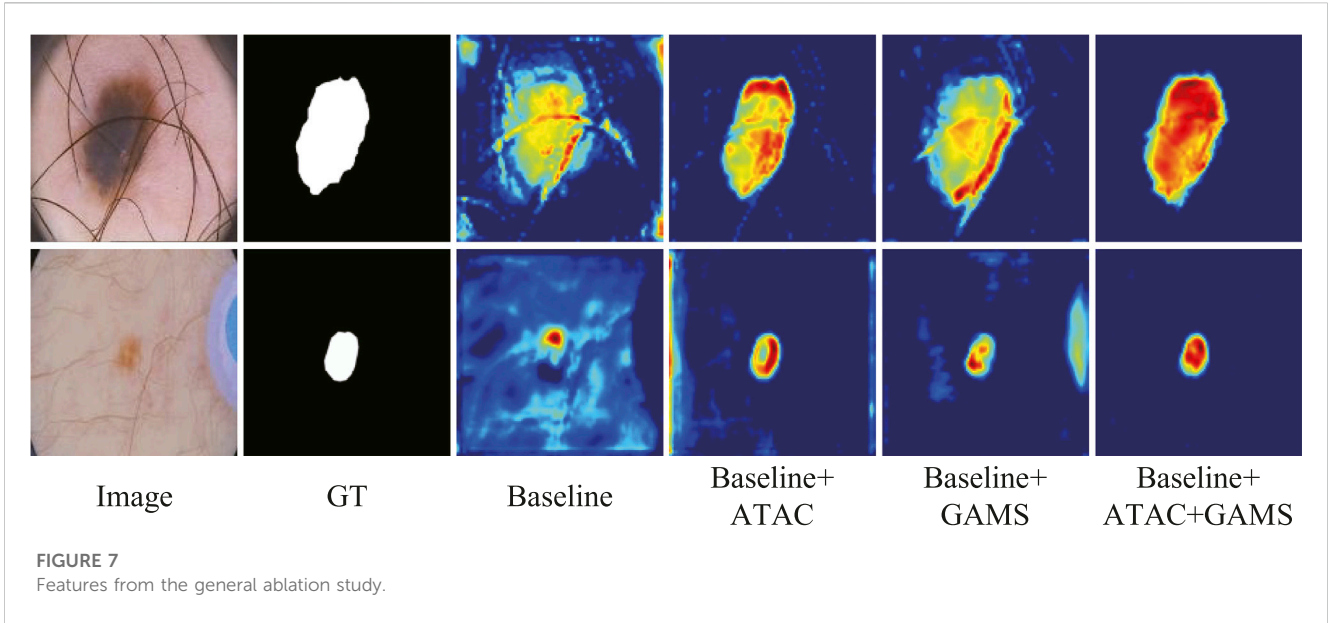 Image
GT
Baseline
Baseline+
ATAC
Baseline+
GAMS
Baseline+
ATAC+GAMS
FIGURE 7
Features from the general ablation study.